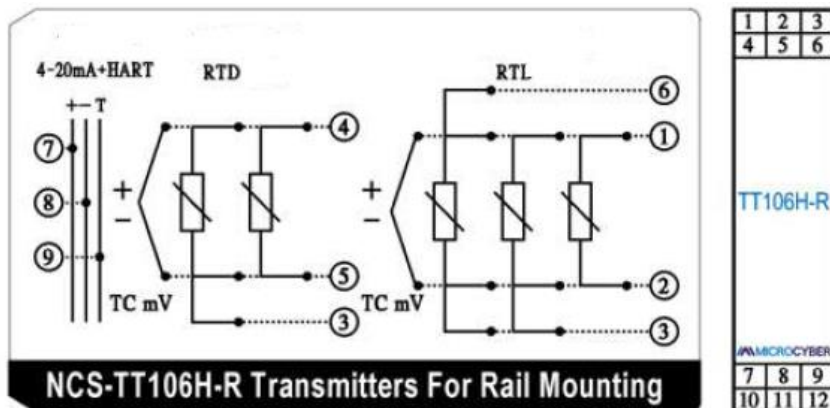 1 2 3
4 5 6
4-20mA+HART RTD RTL
+ - T
6
4
1
7
8
+
−
+
−
9
5
2
TC mV
TC mV
3
3
TT106H-R
MICROCYBER
7 8 9
10 11 12
NCS-TT106H-R Transmitters For Rail Mounting